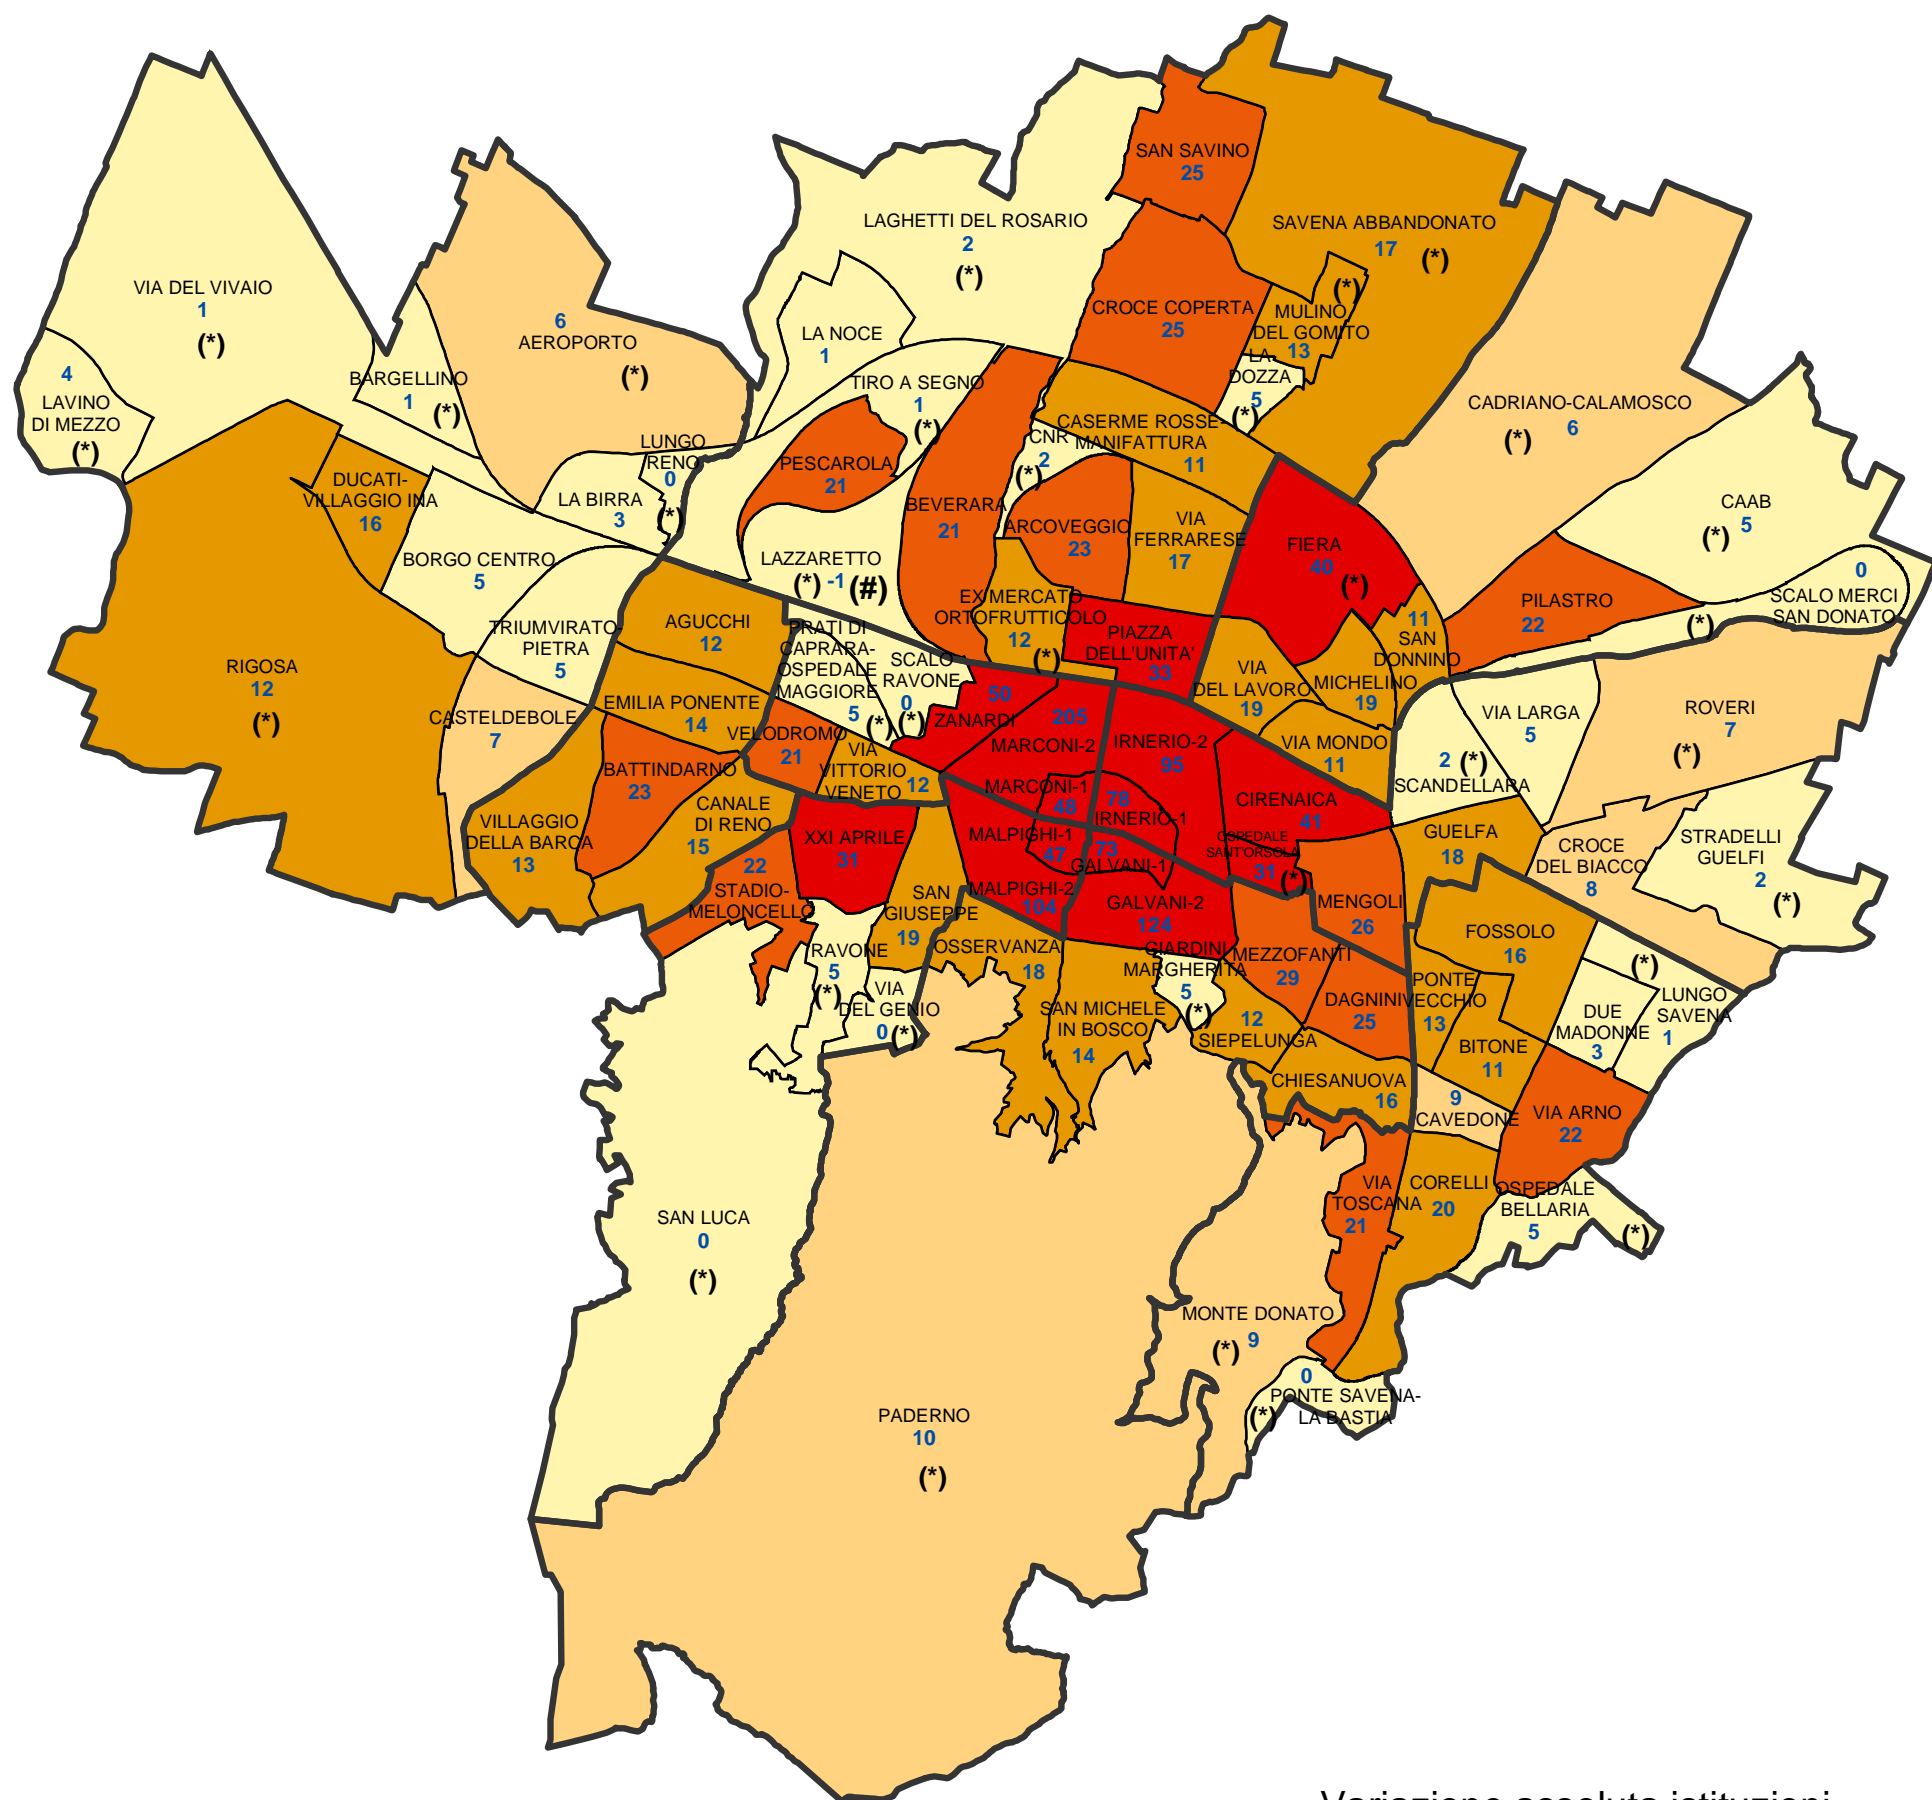 SAN SAVINO
25
LAGHETTI DEL ROSARIO
2
(*)
SAVENA ABBANDONATO
17 (*)
VIA DEL VIVAIO
1
(*)
6
AEROPORTO
(*)
LA NOCE
1
CROCE COPERTA
25
(*)
MULINO
DEL GOMITO
13
LA
DOZZA
5
(*)
4
LAVINO
DI MEZZO
(*)
BARGELLINO
1 (*)
TIRO A SEGNO
1
(*)
CADRIANO-CALAMOSCO
(*) 6
CASERME ROSSE-
MANIFATTURA
11
CNR
2
(*)
LUNGO
RENO
0
(*)
PESCAROLA
21
DUCATI-
VILLAGGIO INA
16
LA BIRRA
3
BEVERARA
21
ARCOVEGGIO
23
VIA
FERRARESE
17
FIERA
40
(*)
CAAB
(*) 5
BORGO CENTRO
5
LAZZARETTO
(*) -1 (#)
0
SCALO MERCI
SAN DONATO
(*)
PILASTRO
22
EX MERCATO
ORTOFRUTTICOLO
12
(*)
PIAZZA
DELL'UNITA'
33
11
SAN
DONNINO
AGUCCHI
12
TRIUMVIRATO-
PIETRA
5
PRATI DI
CAPRARA-
OSPEDALE
MAGGIORE
5 (*)
SCALO
RAVONE
0
(*)
RIGOSA
12
(*)
VIA
DEL LAVORO
19
MICHELINO
19
EMILIA PONENTE
14
50
ZANARDI
205
MARCONI-2
CASTELDEBOLE
7
VELODROMO
21
VIA LARGA
5
ROVERI
7
(*)
IRNERIO-2
95
VIA MONDO
11
VIA
VITTORIO
VENETO 12
BATTINDARNO
23
2 (*)
SCANDELLARA
MARCONI-1
48
78
IRNERIO-1
CIRENAICA
41
CANALE
DI RENO
15
VILLAGGIO
DELLA BARCA
13
XXI APRILE
31
MALPIGHI-1
47
73
GALVANI-1
OSPEDALE
SANT'ORSOLA
31
(*)
GUELFA
18
CROCE
DEL BIACCO
8
STRADELLI
GUELFI
2
(*)
22
STADIO-
MELONCELLO
SAN
GIUSEPPE
19
MALPIGHI-2
104
GALVANI-2
124
MENGOLI
26
FOSSOLO
16
RAVONE
5
(*)
OSSERVANZA
18
GIARDINI
MARGHERITA
5
(*)
MEZZOFANTI
29
(*)
VIA
DEL GENIO
0 (*)
SAN MICHELE
IN BOSCO
14
12
SIEPELUNGA
DAGNINI
25
PONTE
VECCHIO
13
DUE
MADONNE
3
LUNGO
SAVENA
1
BITONE
11
CHIESANUOVA
16
9
CAVEDONE
VIA ARNO
22
SAN LUCA
0
(*)
VIA
TOSCANA
21
CORELLI
20
OSPEDALE
BELLARIA
5
(*)
MONTE DONATO
(*) 9
0
PONTE SAVENA-
LA BASTIA
(*)
PADERNO
10
(*)
Variazione assoluta istituzioni